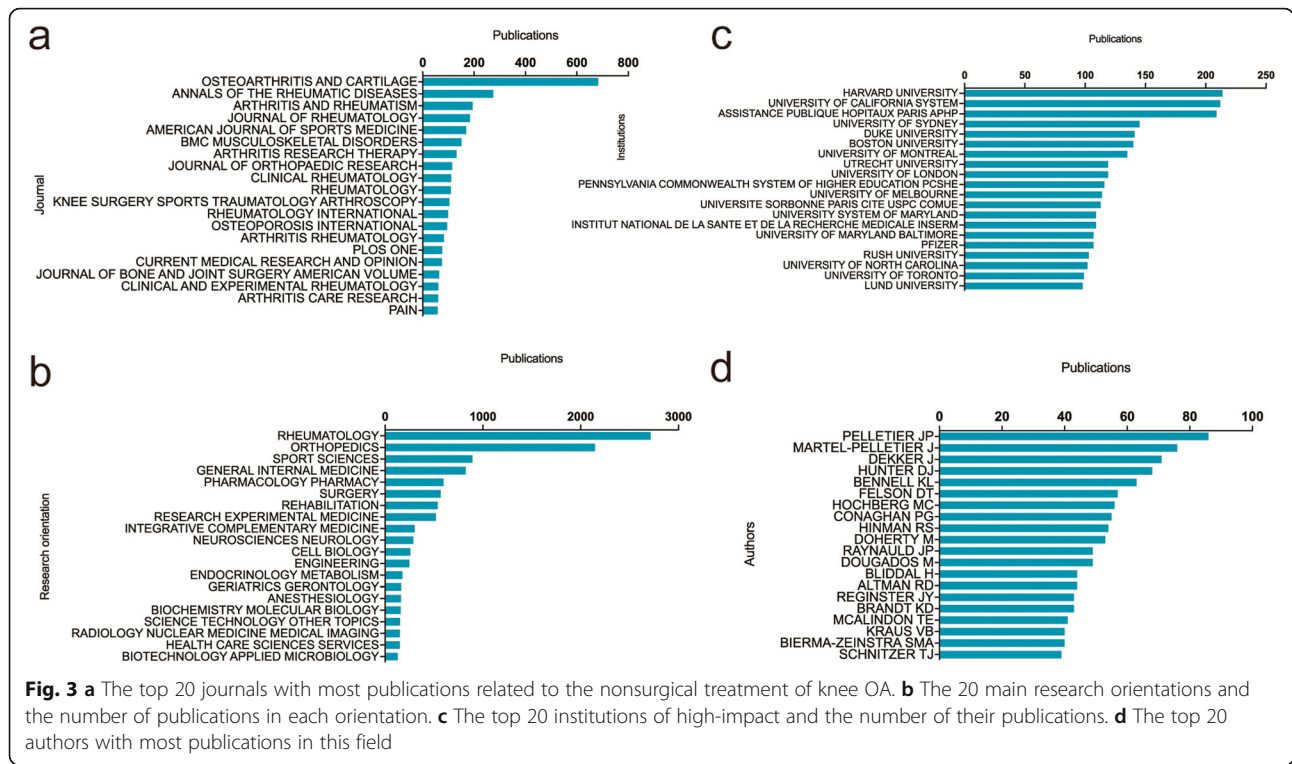 a
Publications
0 200 400 600 800
Journal
OSTEOARTHRITIS AND CARTILAGE
ANNALS OF THE RHEUMATIC DISEASES
ARTHRITIS AND RHEUMATISM
JOURNAL OF RHEUMATOLOGY
AMERICAN JOURNAL OF SPORTS MEDICINE
BMC MUSCULOSKELETAL DISORDERS
ARTHRITIS RESEARCH THERAPY
JOURNAL OF ORTHOPAEDIC RESEARCH
CLINICAL RHEUMATOLOGY
RHEUMATOLOGY
KNEE SURGERY SPORTS TRAUMATOLOGY ARTHROSCOPY
RHEUMATOLOGY INTERNATIONAL
OSTEOPOROSIS INTERNATIONAL
ARTHRITIS RHEUMATOLOGY
PLOS ONE
CURRENT MEDICAL RESEARCH AND OPINION
JOURNAL OF BONE AND JOINT SURGERY AMERICAN VOLUME
CLINICAL AND EXPERIMENTAL RHEUMATOLOGY
ARTHRITIS CARE RESEARCH
PAIN
c
Publications
0 50 100 150 200 250
Institutions
HARVARD UNIVERSITY
UNIVERSITY OF CALIFORNIA SYSTEM
ASSISTANCE PUBLIQUE HOPITAUX PARIS APHP
UNIVERSITY OF SYDNEY
DUKE UNIVERSITY
BOSTON UNIVERSITY
UNIVERSITY OF MONTREAL
UTRECHT UNIVERSITY
UNIVERSITY OF LONDON
PENNSYLVANIA COMMONWEALTH SYSTEM OF HIGHER EDUCATION PCSHE
UNIVERSITY OF MELBOURNE
UNIVERSITE SORBONNE PARIS CITE USPC COMUE
UNIVERSITY SYSTEM OF MARYLAND
INSTITUT NATIONAL DE LA SANTE ET DE LA RECHERCHE MEDICALE INSERM
UNIVERSITY OF MARYLAND BALTIMORE
PFIZER
RUSH UNIVERSITY
UNIVERSITY OF NORTH CAROLINA
UNIVERSITY OF TORONTO
LUND UNIVERSITY
b
Publications
0 1000 2000 3000
Research orientation
RHEUMATOLOGY
ORTHOPEDICS
SPORT SCIENCES
GENERAL INTERNAL MEDICINE
PHARMACOLOGY PHARMACY
SURGERY
REHABILITATION
RESEARCH EXPERIMENTAL MEDICINE
INTEGRATIVE COMPLEMENTARY MEDICINE
NEUROSCIENCES NEUROLOGY
CELL BIOLOGY
ENGINEERING
ENDOCRINOLOGY METABOLISM
GERIATRICS GERONTOLOGY
ANESTHESIOLOGY
BIOCHEMISTRY MOLECULAR BIOLOGY
SCIENCE TECHNOLOGY OTHER TOPICS
RADIOLOGY NUCLEAR MEDICINE MEDICAL IMAGING
HEALTH CARE SCIENCES SERVICES
BIOTECHNOLOGY APPLIED MICROBIOLOGY
d
Publications
0 20 40 60 80 100
Authors
PELLETIER JP
MARTEL-PELLETIER J
DEKKER J
HUNTER DJ
BENNELL KL
FELSON DT
HOCHBERG MC
CONAGHAN PG
HINMAN RS
DOHERTY M
RAYNAULD JP
DOUGADOS M
BLIDDAL H
ALTMAN RD
REGINSTER JY
BRANDT KD
MCALINDON TE
KRAUS VB
BIERMA-ZEINSTRA SMA
SCHNITZER TJ
Fig. 3 a The top 20 journals with most publications related to the nonsurgical treatment of knee OA. b The 20 main research orientations and
the number of publications in each orientation. c The top 20 institutions of high-impact and the number of their publications. d The top 20
authors with most publications in this field